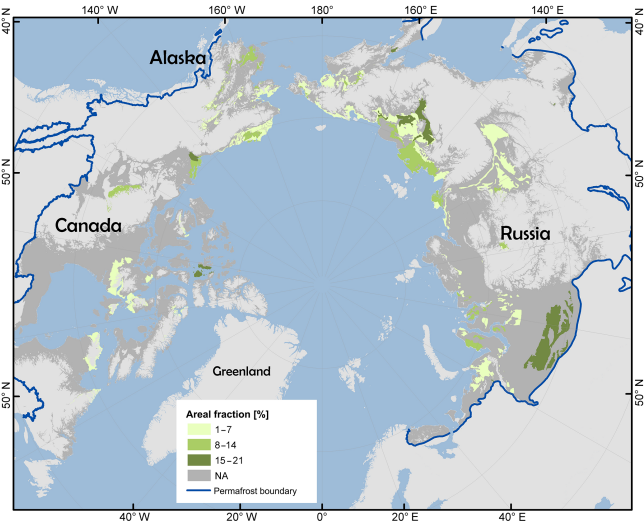 140° W 160° W 180° 160° E 140° E
40° N 40° N
Alaska
50° N 50° N
Canada
Russia
Greenland
50° N 50° N
Areal fraction [%]
1–7
8–14
15–21
NA
Permafrost boundary
40° W 20° W 0° 20° E 40° E